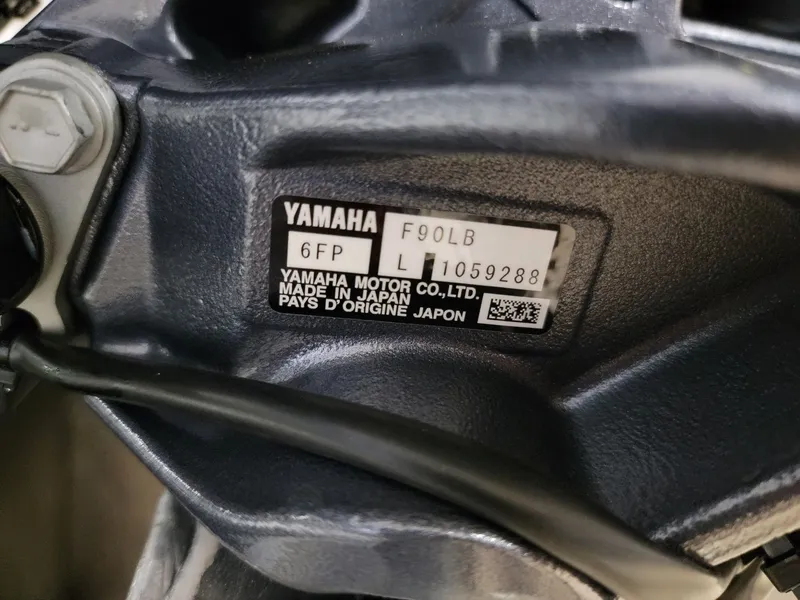 YAMAHA
F90LB
6FP
L 1059288
YAMAHA MOTOR CO.,LTD.
MADE IN JAPAN
PAYS D'ORIGINE JAPON